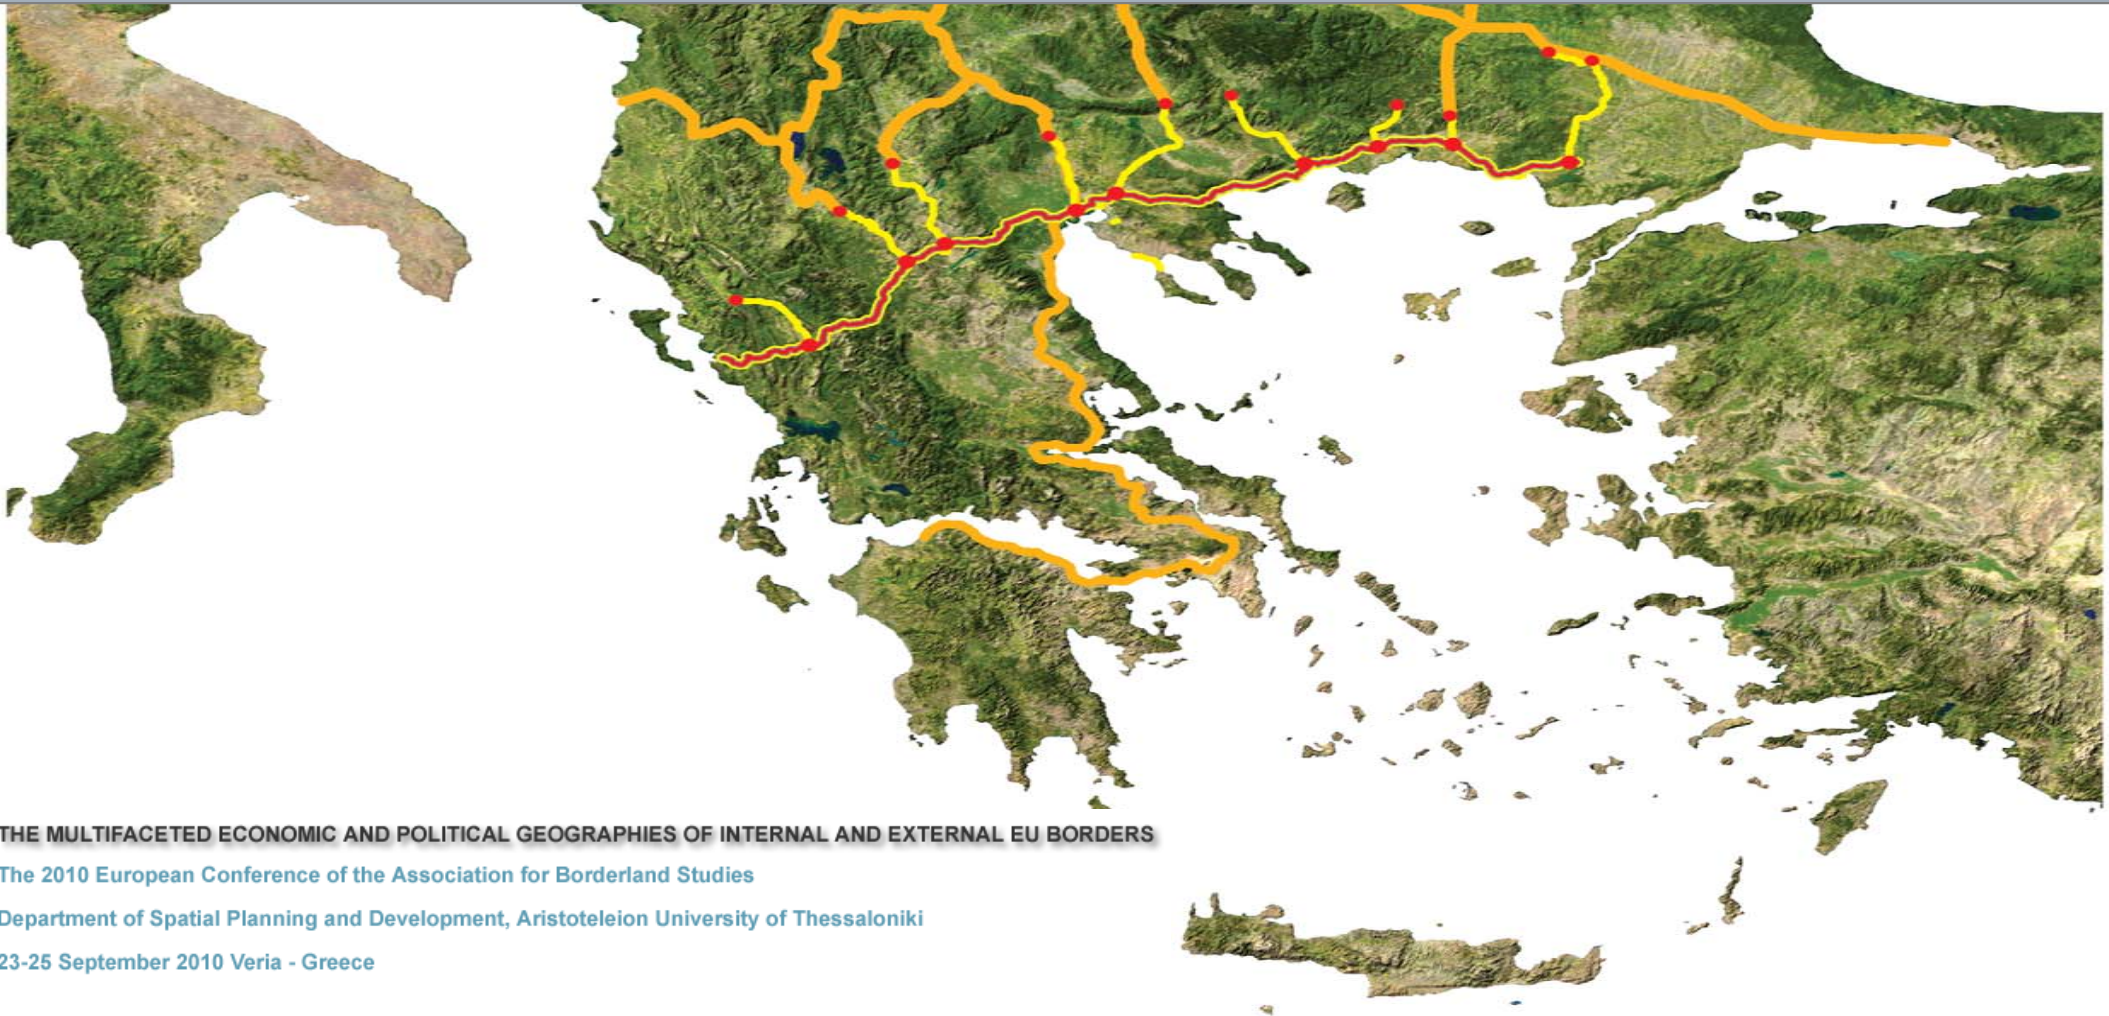 THE MULTIFACETED ECONOMIC AND POLITICAL GEOGRAPHIES OF INTERNAL AND EXTERNAL EU BORDERS
The 2010 European Conference of the Association for Borderland Studies
Department of Spatial Planning and Development, Aristoteleion University of Thessaloniki
23-25 September 2010 Veria - Greece